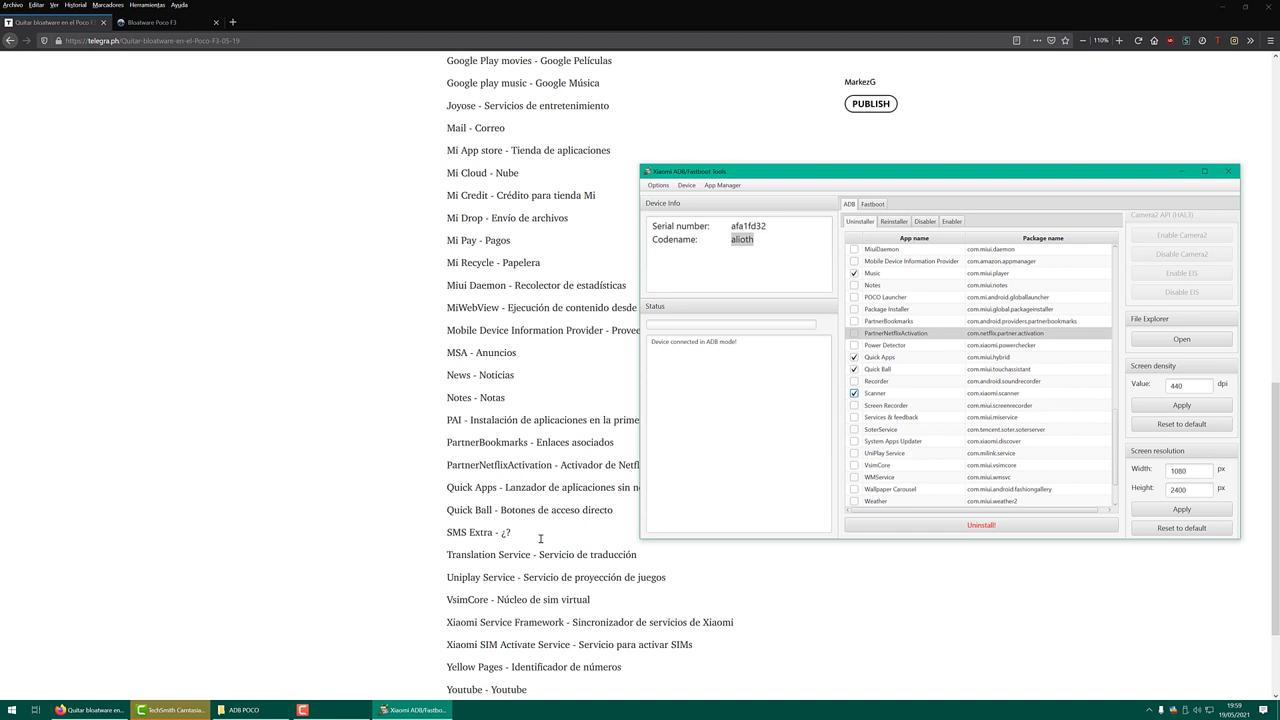 Archivo Editar Ver Historial Marcadores Herramientas Ayuda
Quitar bloatware en el Poco F3
Bloatware Poco F3
https://telegra.ph/Quitar-bloatware-en-el-Poco-F3-05-19
110%
Google Play movies - Google Películas
Google play music - Google Música
Joyose - Servicios de entretenimiento
Mail - Correo
Mi App store - Tienda de aplicaciones
Mi Cloud - Nube
Mi Credit - Crédito para tienda Mi
Mi Drop - Envío de archivos
Mi Pay - Pagos
Mi Recycle - Papelera
Miui Daemon - Recolector de estadísticas
MiWebView - Ejecución de contenido desde
Mobile Device Information Provider - Provee
MSA - Anuncios
News - Noticias
Notes - Notas
PAI - Instalación de aplicaciones en la prime
PartnerBookmarks - Enlaces asociados
PartnerNetflixActivation - Activador de Netfl
Quick Apps - Lanzador de aplicaciones sin n
Quick Ball - Botones de acceso directo
SMS Extra - ¿?
Translation Service - Servicio de traducción
Uniplay Service - Servicio de proyección de juegos
VsimCore - Núcleo de sim virtual
Xiaomi Service Framework - Sincronizador de servicios de Xiaomi
Xiaomi SIM Activate Service - Servicio para activar SIMs
Yellow Pages - Identificador de números
Youtube - Youtube
MarkezG
PUBLISH
Xiaomi ADB/Fastboot Tools
Options Device App Manager
Device Info
Serial number: afa1fd32
Codename: alioth
Status
Device connected in ADB mode!
ADB Fastboot
Uninstaller Reinstaller Disabler Enabler
App name Package name
MiuiDaemon com.miui.daemon
Mobile Device Information Provider com.amazon.appmanager
Music com.miui.player
Notes com.miui.notes
POCO Launcher com.mi.android.globallauncher
Package Installer com.miui.global.packageinstaller
PartnerBookmarks com.android.providers.partnerbookmarks
PartnerNetflixActivation com.netflix.partner.activation
Power Detector com.xiaomi.powerchecker
Quick Apps com.miui.hybrid
Quick Ball com.miui.touchassistant
Recorder com.android.soundrecorder
Scanner com.xiaomi.scanner
Screen Recorder com.miui.screenrecorder
Services & feedback com.miui.miservice
SoterService com.tencent.soter.soterserver
System Apps Updater com.xiaomi.discover
UniPlay Service com.milink.service
VsimCore com.miui.vsimcore
WMService com.miui.wmsvc
Wallpaper Carousel com.miui.android.fashiongallery
Weather com.miui.weather2
Uninstall!
Camera2 API (HAL3)
Enable Camera2
Disable Camera2
Enable EIS
Disable EIS
File Explorer
Open
Screen density
Value: 440 dpi
Apply
Reset to default
Screen resolution
Width: 1080 px
Height: 2400 px
Apply
Reset to default
Quitar bloatware en...
TechSmith Camtasia...
ADB POCO
Xiaomi ADB/Fastbo...
19:59
19/05/2021